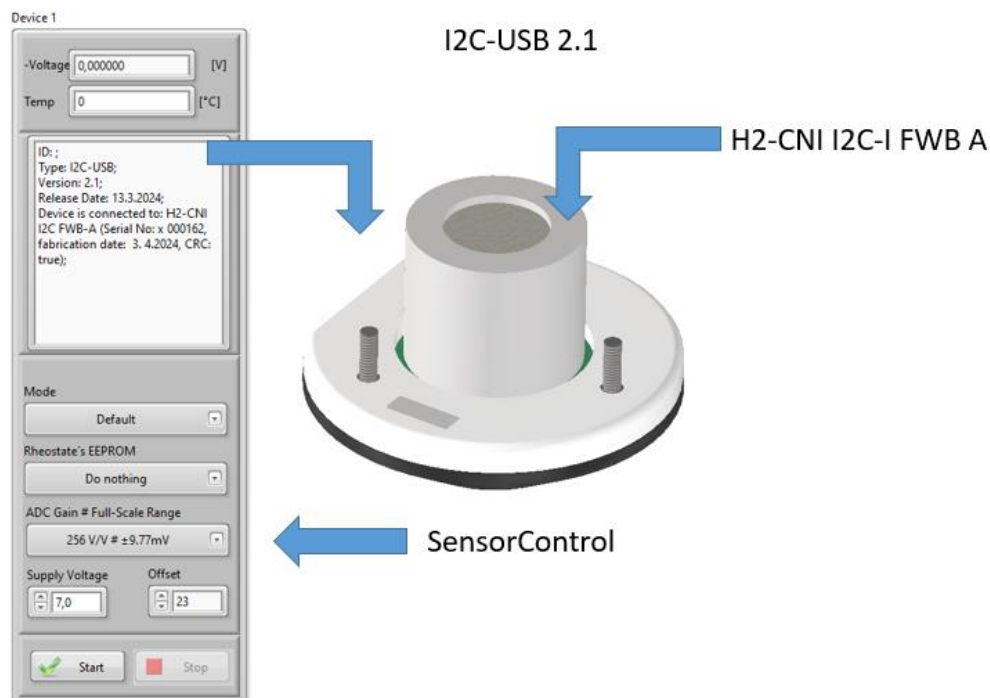 Device 1
I2C-USB 2.1
-Voltage 0,000000 [V]
Temp 0 [°C]
H2-CNI I2C-I FWB A
ID: ;
Type: I2C-USB;
Version: 2.1;
Release Date: 13.3.2024;
Device is connected to: H2-CNI
I2C FWB-A (Serial No: x 000162,
fabrication date: 3. 4.2024, CRC:
true);
Mode
Default
Rheostate´s EEPROM
Do nothing
ADC Gain # Full-Scale Range
256 V/V # ±9.77mV
SensorControl
Supply Voltage Offset
7,0 23
Start Stop